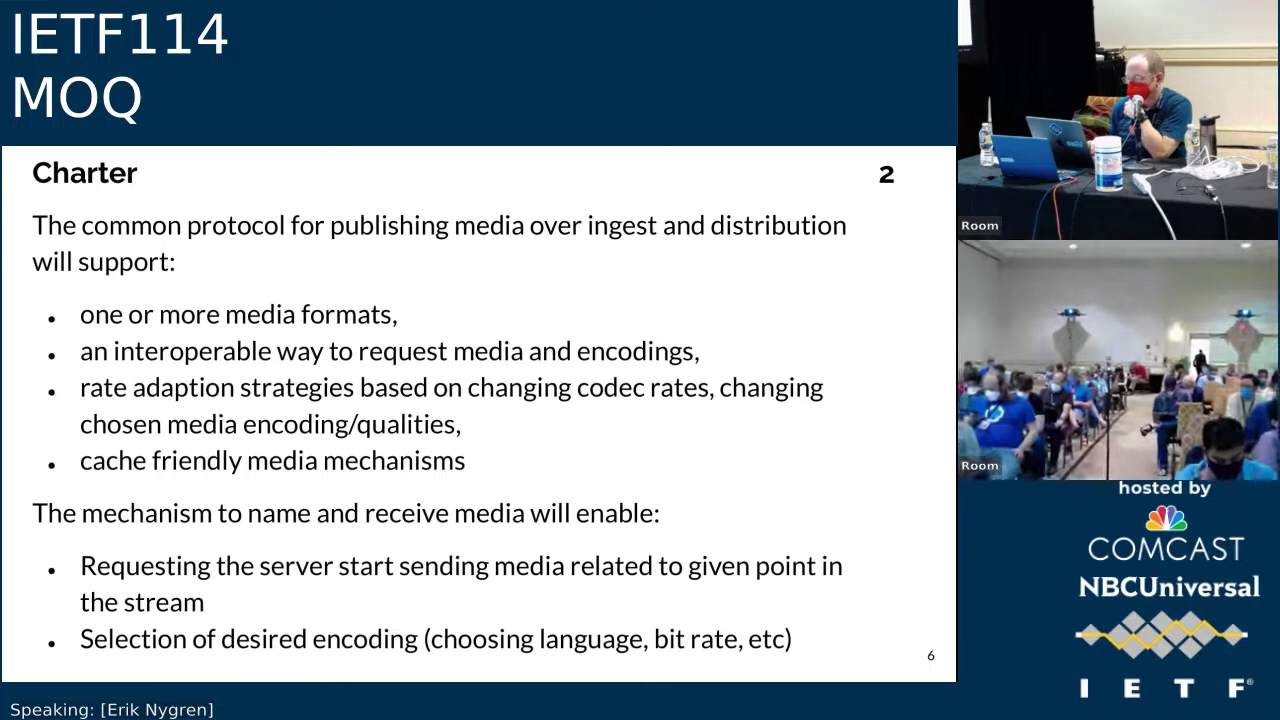 IETF114
MOQ
Charter
2
The common protocol for publishing media over ingest and distribution
will support:
• one or more media formats,
• an interoperable way to request media and encodings,
• rate adaption strategies based on changing codec rates, changing
chosen media encoding/qualities,
• cache friendly media mechanisms
The mechanism to name and receive media will enable:
• Requesting the server start sending media related to given point in
the stream
• Selection of desired encoding (choosing language, bit rate, etc)
6
Speaking: [Erik Nygren]
Room
Room
hosted by
COMCAST
NBCUniversal
I E T F®